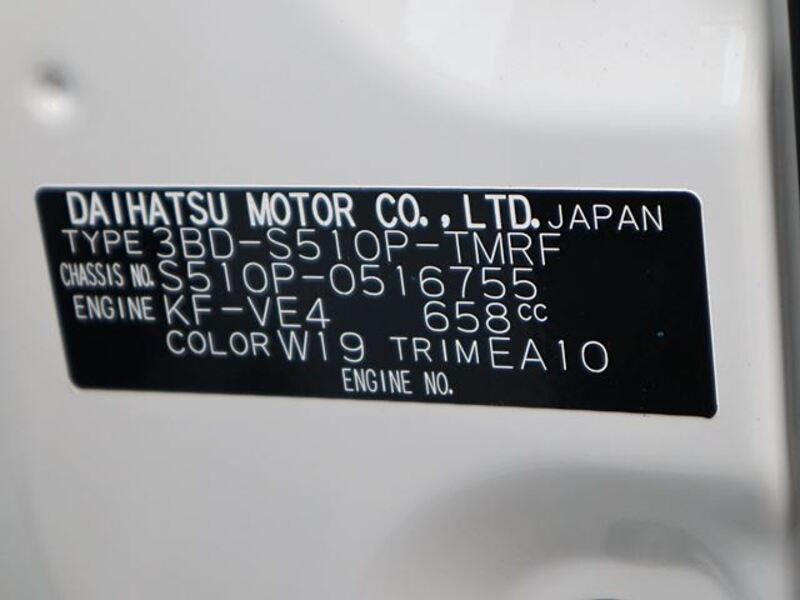 DAIHATSU MOTOR CO., LTD. JAPAN
TYPE 3BD-S510P-TMRF
CHASSIS NO. S510P-0516755
ENGINE KF-VE4 658cc
COLOR W19 TRIM EA10
ENGINE NO.